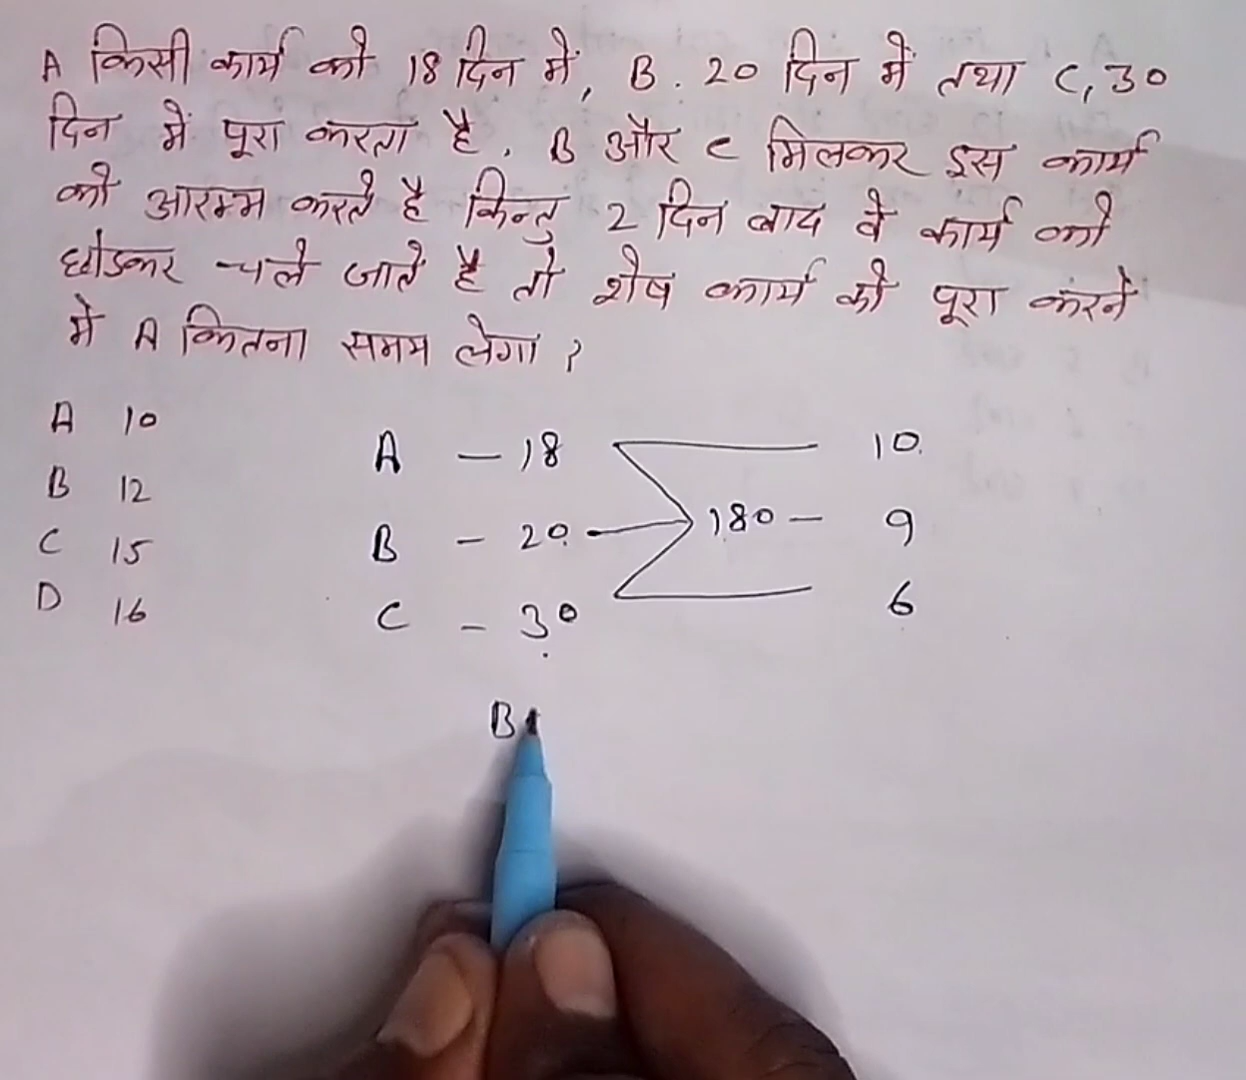 A किसी कार्य को 18 दिन में, B. 20 दिन में तथा C, 30
दिन में पूरा करता है. B और C मिलकर इस कार्य
को आरम्भ करते है किन्तु 2 दिन बाद वे कार्य को
छोडकर चले जाते है तो शेष कार्य को पूरा करने
में A कितना समय लेगा ?
A 10
B 12
C 15
D 16
A - 18 10
B - 20 180 - 9
C - 30 6
B